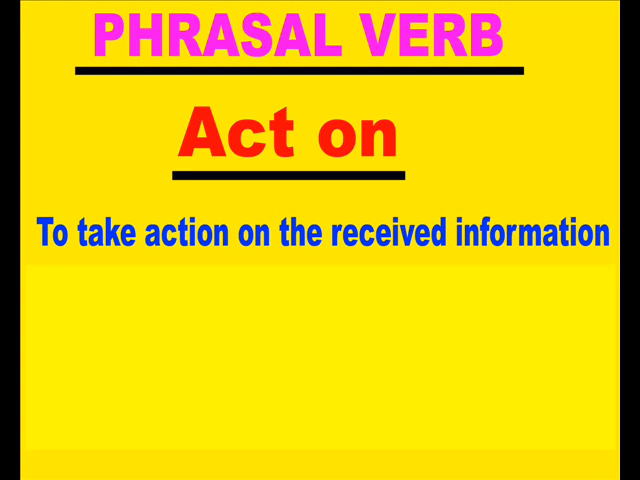 PHRASAL VERB
Act on
To take action on the received information